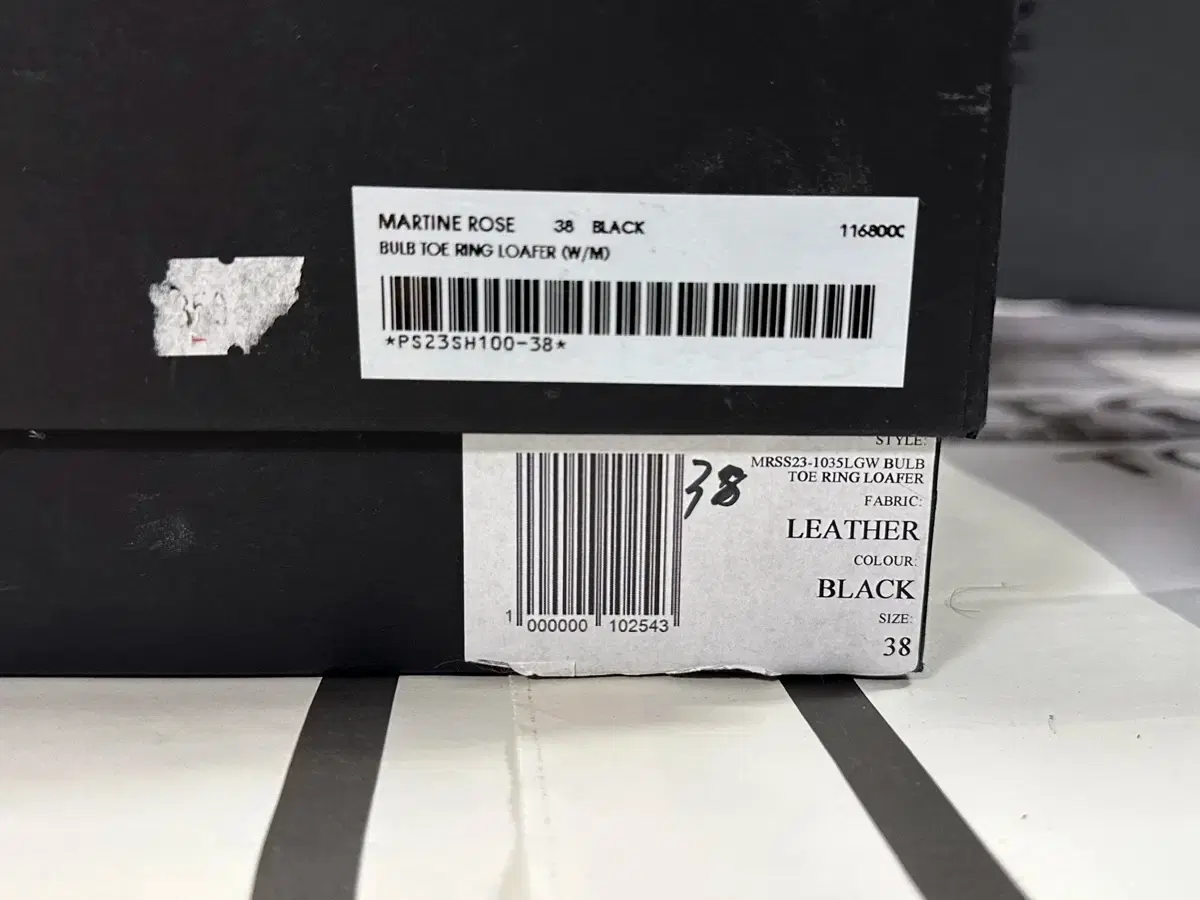 MARTINE ROSE 38 BLACK 116800C
BULB TOE RING LOAFER (W/M)
*PS23SH100-38*
STYLE:
MRSS23-1035LGW BULB
TOE RING LOAFER
FABRIC:
LEATHER
COLOUR:
BLACK
SIZE:
38
38
1 000000 102543